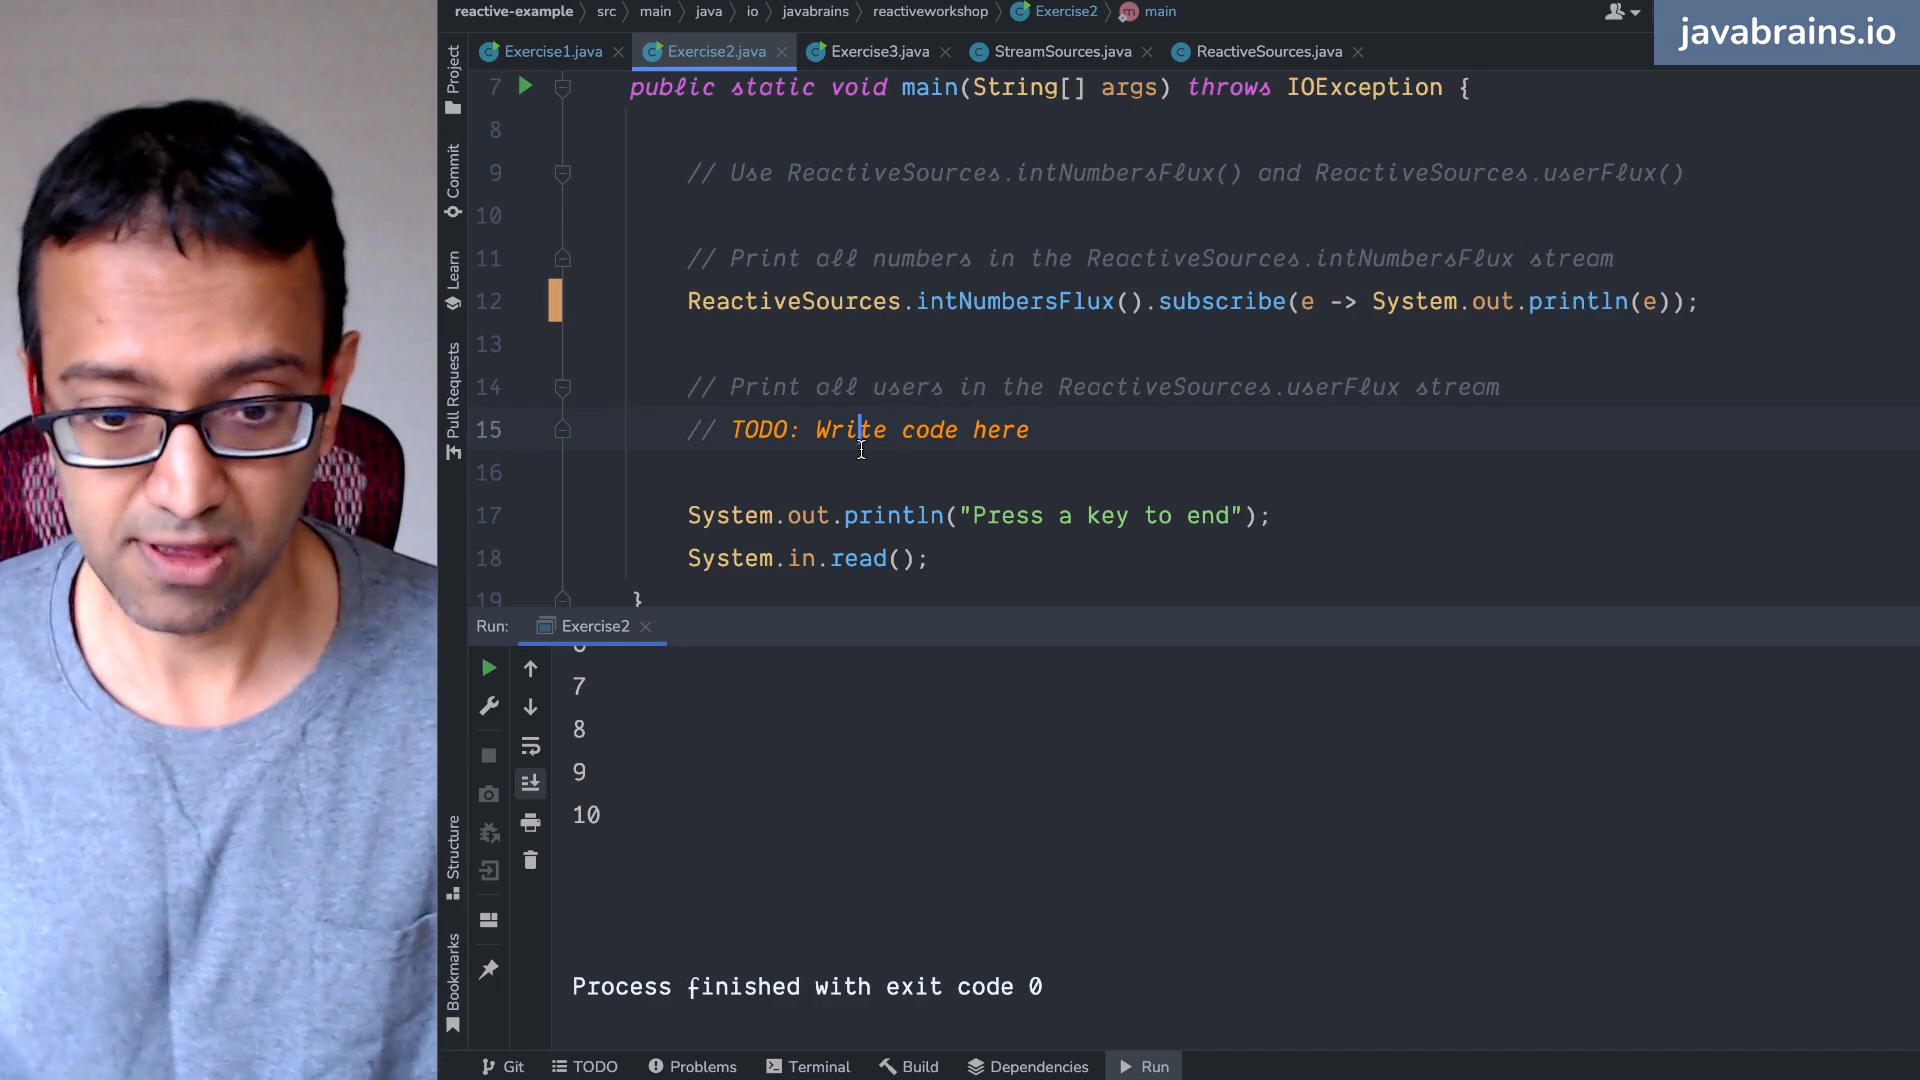 reactive-example 〉 src 〉 main 〉 java 〉 io 〉 javabrains 〉 reactiveworkshop 〉 Exercise2 〉 main
javabrains.io
Exercise1.java Exercise2.java Exercise3.java StreamSources.java ReactiveSources.java
Project
Commit
Learn
Pull Requests
Structure
Bookmarks
7 public static void main(String[] args) throws IOException {
8
9 // Use ReactiveSources.intNumbersFlux() and ReactiveSources.userFlux()
10
11 // Print all numbers in the ReactiveSources.intNumbersFlux stream
12 ReactiveSources.intNumbersFlux().subscribe(e -> System.out.println(e));
13
14 // Print all users in the ReactiveSources.userFlux stream
15 // TODO: Write code here
16
17 System.out.println("Press a key to end");
18 System.in.read();
19 }
Run: Exercise2
7
8
9
10
Process finished with exit code 0
Git TODO Problems Terminal Build Dependencies Run